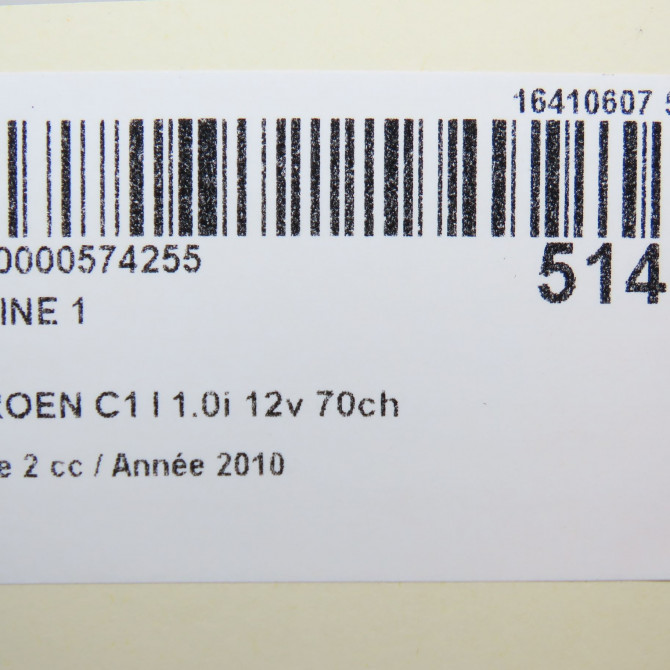 16410607 5
0000574255
514
INE 1
ROEN C1 I 1.0i 12v 70ch
e 2 cc / Année 2010